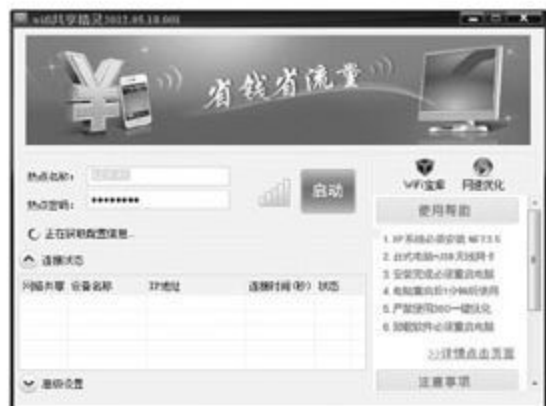 wifi共享精灵2012.05.18.001
省钱省流量
热点名称:
热点密码: ********
启动
正在获取配置信息...
连接状态
网络共享 设备名称 IP地址 连接时间(秒) 状态
高级设置
WiFi宝库 网速优化
使用帮助
1. XP系统必须安装.NET3.5
2. 台式电脑+USB无线网卡
3. 安装完成必须重启电脑
4. 电脑重启后1分钟后使用
5. 严禁使用360一键优化
6. 卸载软件必须重启电脑
>>详情点击页面
注意事项